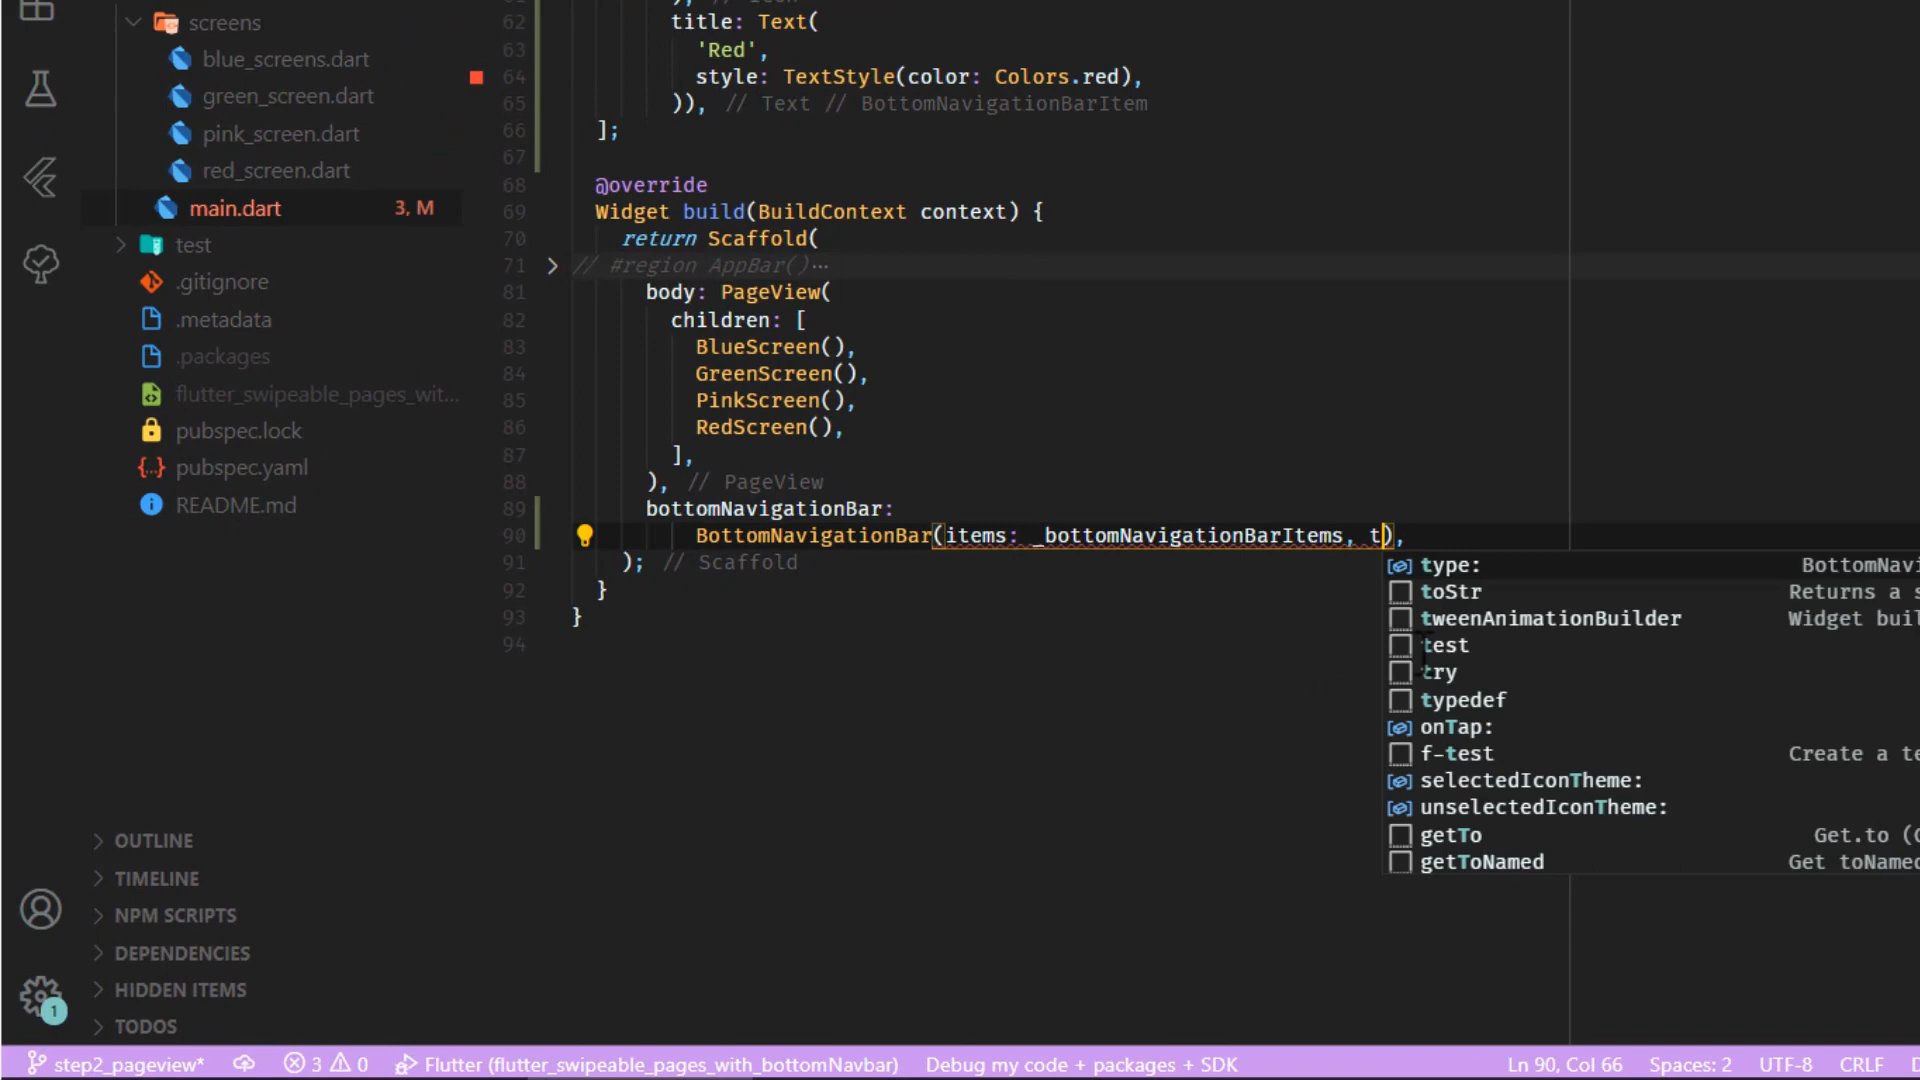 screens
blue_screens.dart
green_screen.dart
pink_screen.dart
red_screen.dart
main.dart 3, M
test
.gitignore
.metadata
.packages
flutter_swipeable_pages_wit...
pubspec.lock
pubspec.yaml
README.md
OUTLINE
TIMELINE
NPM SCRIPTS
DEPENDENCIES
HIDDEN ITEMS
TODOS
1
62 title: Text(
63 'Red',
64 style: TextStyle(color: Colors.red),
65 )), // Text // BottomNavigationBarItem
66 ];
67
68 @override
69 Widget build(BuildContext context) {
70 return Scaffold(
71 // #region AppBar()…
81 body: PageView(
82 children: [
83 BlueScreen(),
84 GreenScreen(),
85 PinkScreen(),
86 RedScreen(),
87 ],
88 ), // PageView
89 bottomNavigationBar:
90 BottomNavigationBar(items: _bottomNavigationBarItems, t),
91 ); // Scaffold
92 }
93 }
94
type: BottomNavi
toStr Returns a s
tweenAnimationBuilder Widget buil
test
try
typedef
onTap:
f-test Create a te
selectedIconTheme:
unselectedIconTheme:
getTo Get.to (
getToNamed Get toNamed
step2_pageview* 3 0 Flutter (flutter_swipeable_pages_with_bottomNavbar) Debug my code + packages + SDK Ln 90, Col 66 Spaces: 2 UTF-8 CRLF